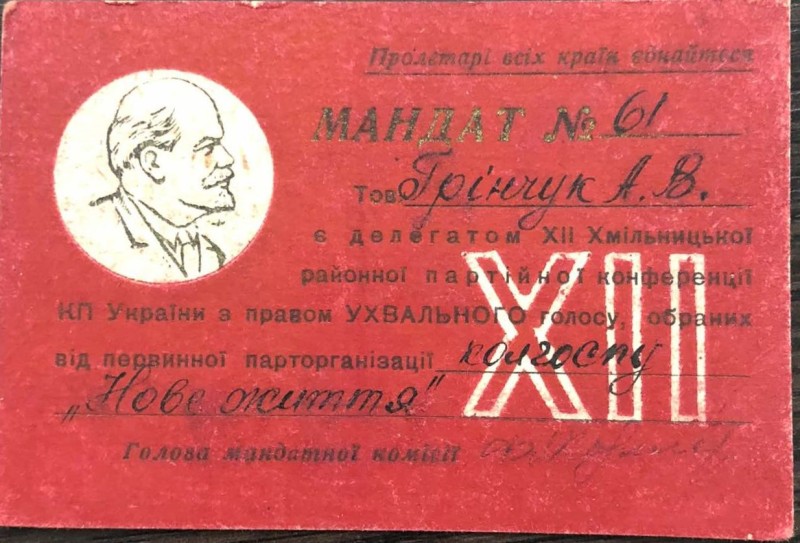 Пролетарі всіх країн єднайтеся
МАНДАТ № 61
Тов. Грінчук А. Я.
є делегатом XII Хмільницької
районної партійної конференції
КП України з правом УХВАЛЬНОГО голосу, обраних
від первинної парторганізації колгоспу
„Нове життя"
XII
Голова мандатної комісії